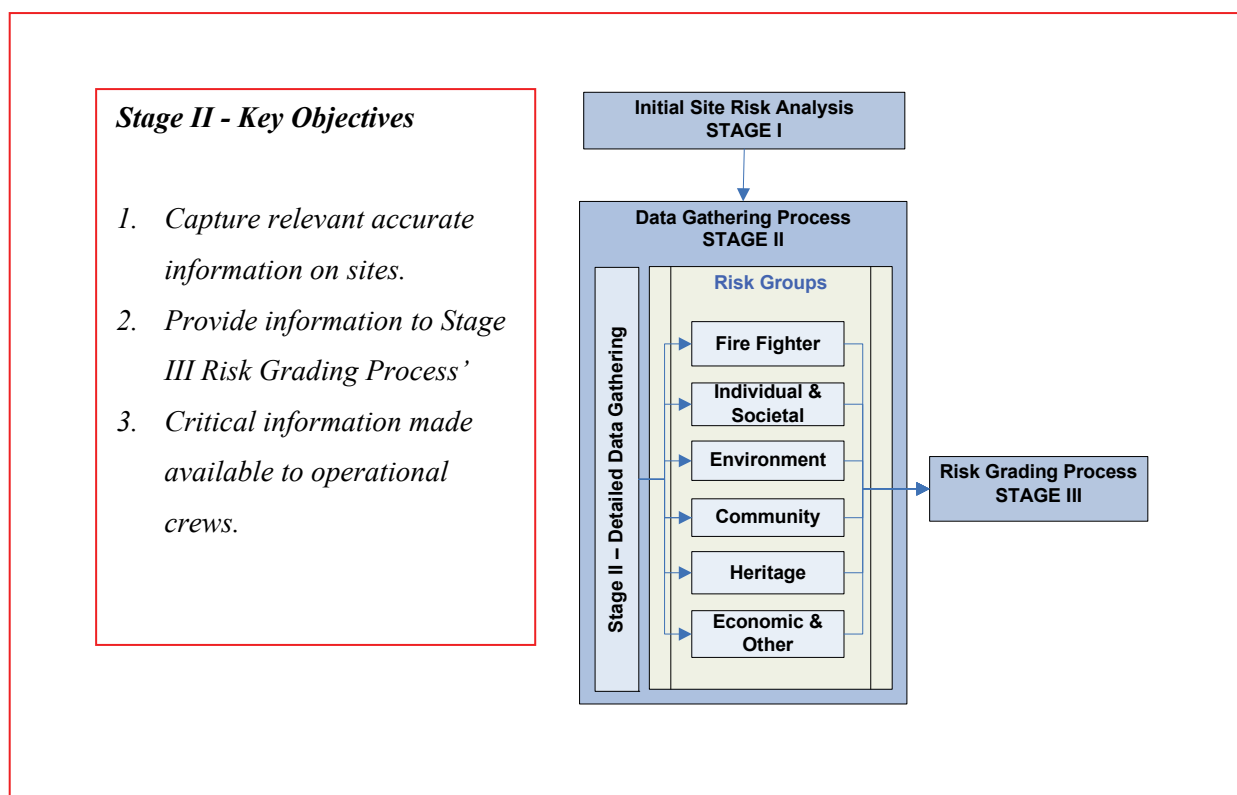 Stage II - Key Objectives
1. Capture relevant accurate
information on sites.
2. Provide information to Stage
III Risk Grading Process’
3. Critical information made
available to operational
crews.
Initial Site Risk Analysis
STAGE I
Data Gathering Process
STAGE II
Stage II – Detailed Data Gathering
Risk Groups
Fire Fighter
Individual &
Societal
Environment
Community
Heritage
Economic &
Other
Risk Grading Process
STAGE III